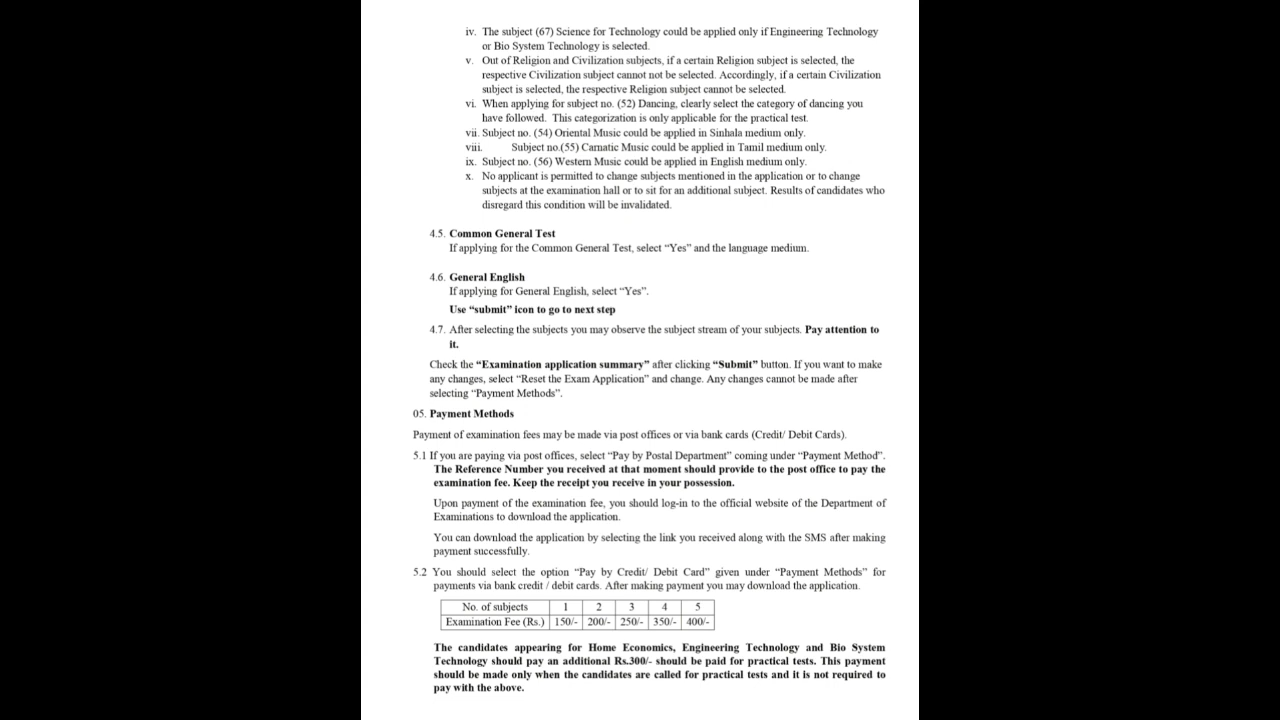 iv. The subject (67) Science for Technology could be applied only if Engineering Technology
or Bio System Technology is selected.
v. Out of Religion and Civilization subjects, if a certain Religion subject is selected, the
respective Civilization subject cannot not be selected. Accordingly, if a certain Civilization
subject is selected, the respective Religion subject cannot be selected.
vi. When applying for subject no. (52) Dancing, clearly select the category of dancing you
have followed. This categorization is only applicable for the practical test.
vii. Subject no. (54) Oriental Music could be applied in Sinhala medium only.
viii. Subject no.(55) Carnatic Music could be applied in Tamil medium only.
ix. Subject no. (56) Western Music could be applied in English medium only.
x. No applicant is permitted to change subjects mentioned in the application or to change
subjects at the examination hall or to sit for an additional subject. Results of candidates who
disregard this condition will be invalidated.
4.5. Common General Test
If applying for the Common General Test, select “Yes” and the language medium.
4.6. General English
If applying for General English, select “Yes”.
Use “submit” icon to go to next step
4.7. After selecting the subjects you may observe the subject stream of your subjects. Pay attention to
it.
Check the “Examination application summary” after clicking “Submit” button. If you want to make
any changes, select “Reset the Exam Application” and change. Any changes cannot be made after
selecting “Payment Methods”.
05. Payment Methods
Payment of examination fees may be made via post offices or via bank cards (Credit/ Debit Cards).
5.1 If you are paying via post offices, select “Pay by Postal Department” coming under “Payment Method”.
The Reference Number you received at that moment should provide to the post office to pay the
examination fee. Keep the receipt you receive in your possession.
Upon payment of the examination fee, you should log-in to the official website of the Department of
Examinations to download the application.
You can download the application by selecting the link you received along with the SMS after making
payment successfully.
5.2 You should select the option “Pay by Credit/ Debit Card” given under “Payment Methods” for
payments via bank credit / debit cards. After making payment you may download the application.
No. of subjects 1 2 3 4 5
Examination Fee (Rs.) 150/- 200/- 250/- 350/- 400/-
The candidates appearing for Home Economics, Engineering Technology and Bio System
Technology should pay an additional Rs.300/- should be paid for practical tests. This payment
should be made only when the candidates are called for practical tests and it is not required to
pay with the above.